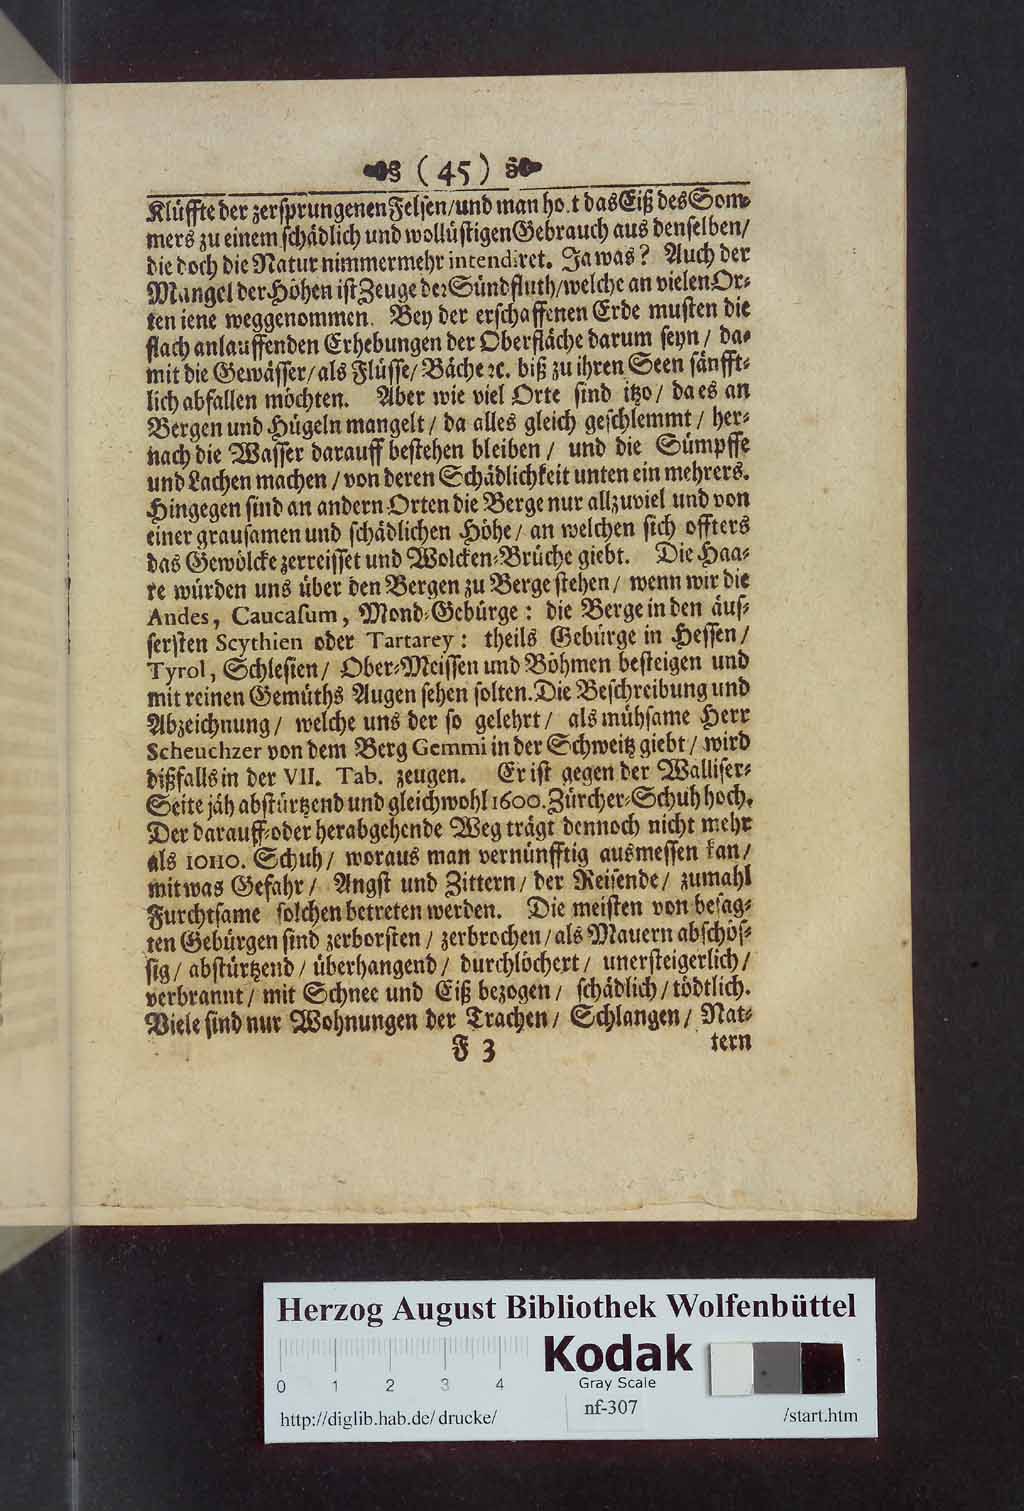 § ( 45 ) §
Klüffte der zersprungenen Felsen/und man ho.t das Eiß des Som-
mers zu einem schädlich und wollüstigen Gebrauch aus denselben/
die doch die Natur nimmermehr intendiret. Ja was? Auch der
Mangel der Höhen ist Zeuge der Sündfluth/welche an vielen Or-
ten iene weggenommen. Bey der erschaffenen Erde musten die
flach anlauffenden Erhebungen der Oberfläche darum seyn/ da-
mit die Gewässer/als Flüsse/ Bäche ꝛc. biß zu ihren Seen sänfft-
lich abfallen möchten. Aber wie viel Orte sind itzo/ da es an
Bergen und Hügeln mangelt/ da alles gleich geschlemmt/ her-
nach die Wasser darauff bestehen bleiben/ und die Sümpffe
und Lachen machen/von deren Schädlichkeit unten ein mehrers.
Hingegen sind an andern Orten die Berge nur allzuviel und von
einer grausamen und schädlichen Höhe/ an welchen sich offters
das Gewölcke zerreisset und Wolcken-Brüche giebt. Die Haa-
re würden uns über den Bergen zu Berge stehen/ wenn wir die
Andes, Caucasum, Mond-Gebürge: die Berge in den äus-
sersten Scythien oder Tartarey: theils Gebürge in Hessen/
Tyrol, Schlesien/ Ober-Meissen und Böhmen besteigen und
mit reinen Gemüths Augen sehen solten. Die Beschreibung und
Abzeichnung/ welche uns der so gelehrt/ als mühsame Herr
Scheuchzer von dem Berg Gemmi in der Schweitz giebt/ wird
dißfalls in der VII. Tab. zeugen. Er ist gegen der Walliser-
Seite jäh abstürtzend und gleichwohl 1600. Zürcher-Schuh hoch.
Der darauff-oder herabgehende Weg trägt dennoch nicht mehr
als 10110. Schuh/ woraus man vernünfftig ausmessen kan/
mit was Gefahr/ Angst und Zittern/ der Reisende/ zumahl
Furchtsame solchen betreten werden. Die meisten von besag-
ten Gebürgen sind zerborsten/ zerbrochen/als Mauern abschös-
sig/ abstürtzend/ überhangend/ durchlöchert/ unersteigerlich/
verbrannt/ mit Schnee und Eiß bezogen/ schädlich/tödtlich.
Viele sind nur Wohnungen der Trachen/ Schlangen/ Nat-
F 3 tern
Herzog August Bibliothek Wolfenbüttel
Kodak
Gray Scale
0 1 2 3 4
nf-307
http://diglib.hab.de/drucke/ /start.htm